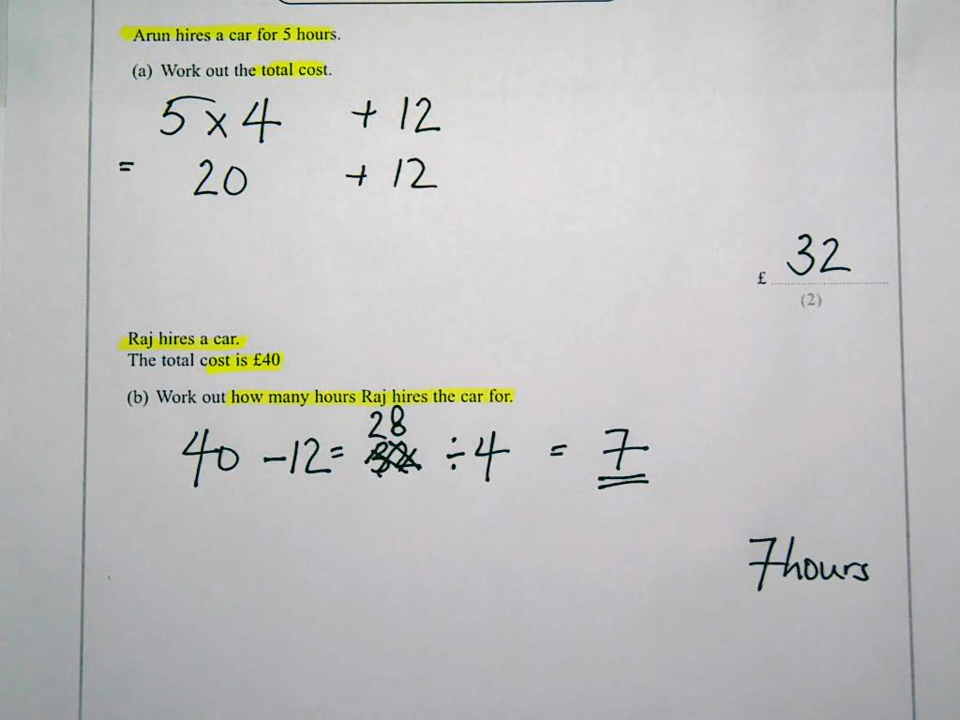 Arun hires a car for 5 hours.
(a) Work out the total cost.
5 × 4 + 12
= 20 + 12
£ 32
(2)
Raj hires a car.
The total cost is £40
(b) Work out how many hours Raj hires the car for.
28
40 - 12 = ÷ 4 = 7
7 hours